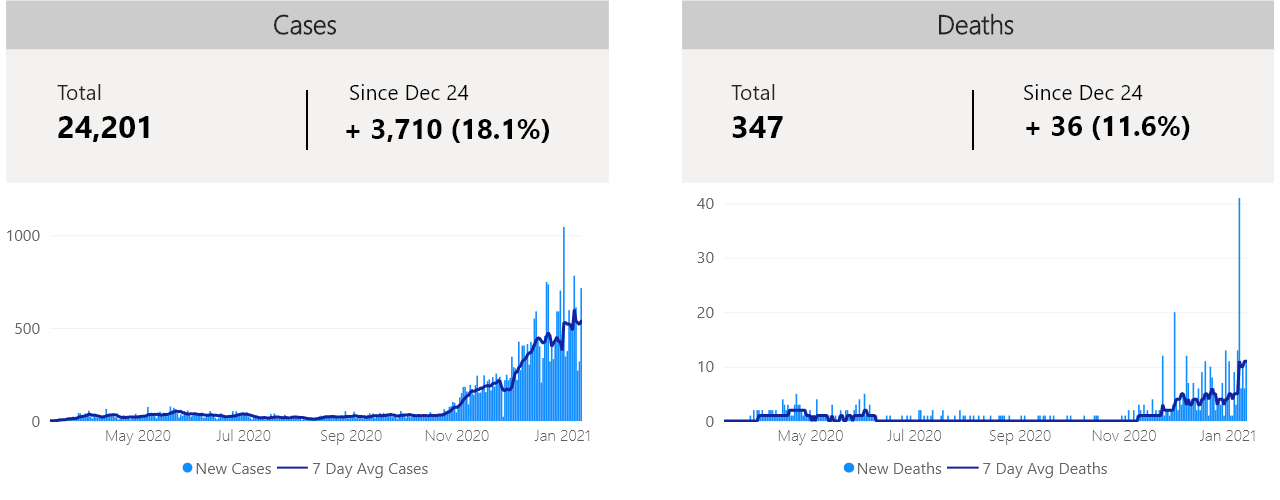 Cases
Total
24,201
Since Dec 24
+ 3,710 (18.1%)
1000
500
0
May 2020 Jul 2020 Sep 2020 Nov 2020 Jan 2021
New Cases 7 Day Avg Cases
Deaths
Total
347
Since Dec 24
+ 36 (11.6%)
40
30
20
10
0
May 2020 Jul 2020 Sep 2020 Nov 2020 Jan 2021
New Deaths 7 Day Avg Deaths